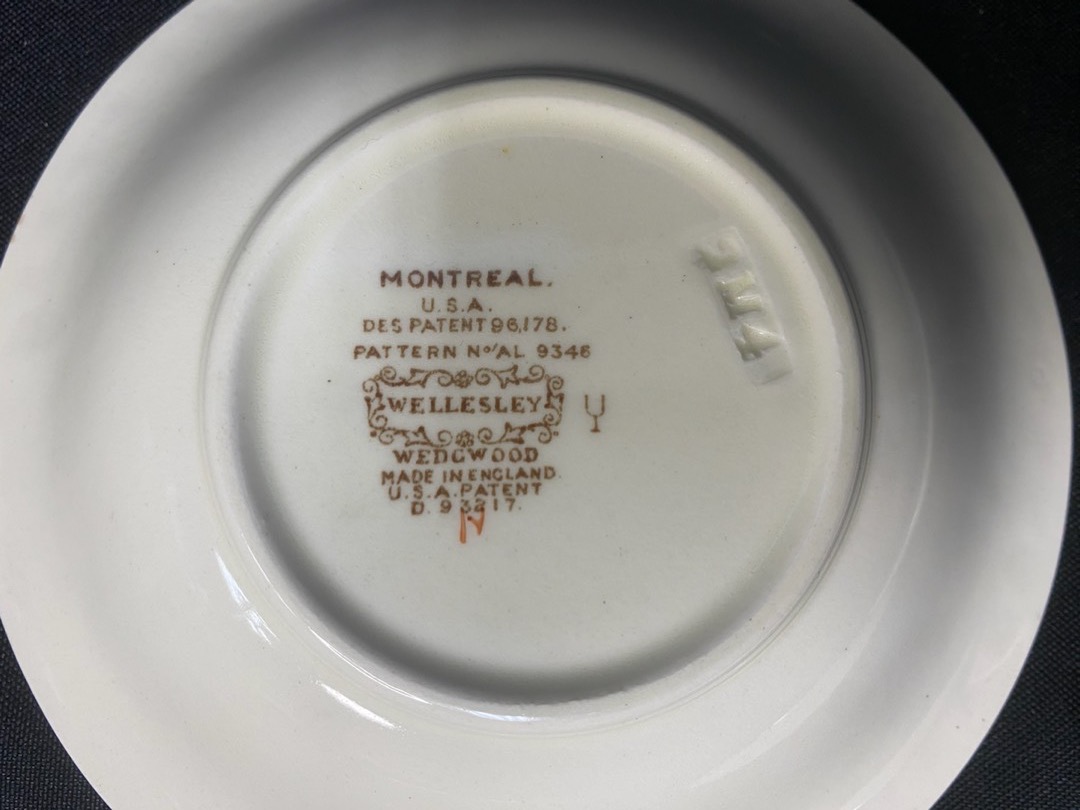 MONTREAL.
U.S.A.
DES PATENT 96,178.
PATTERN Nº/AL 9346
WELLESLEY
WEDGWOOD
MADE IN ENGLAND.
U.S.A. PATENT
D. 93217.
N